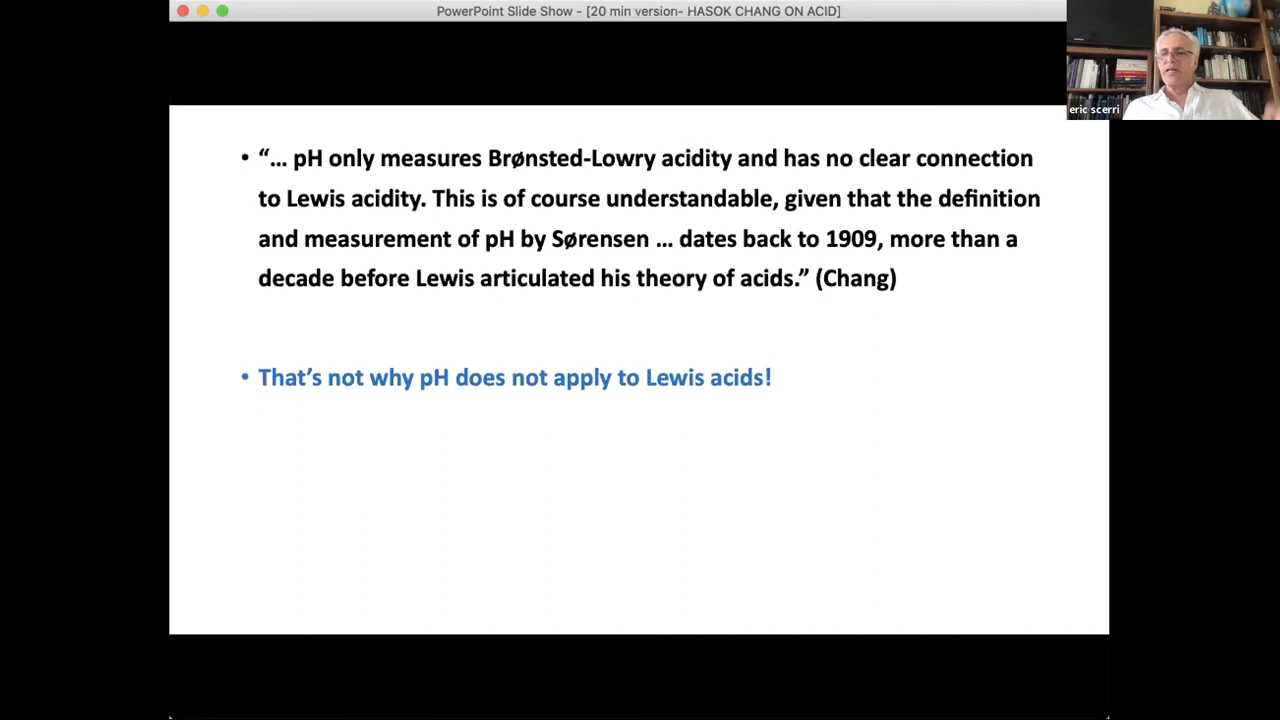 PowerPoint Slide Show - [20 min version- HASOK CHANG ON ACID]
eric scerri
• “... pH only measures Brønsted-Lowry acidity and has no clear connection
to Lewis acidity. This is of course understandable, given that the definition
and measurement of pH by Sørensen ... dates back to 1909, more than a
decade before Lewis articulated his theory of acids.” (Chang)
• That’s not why pH does not apply to Lewis acids!